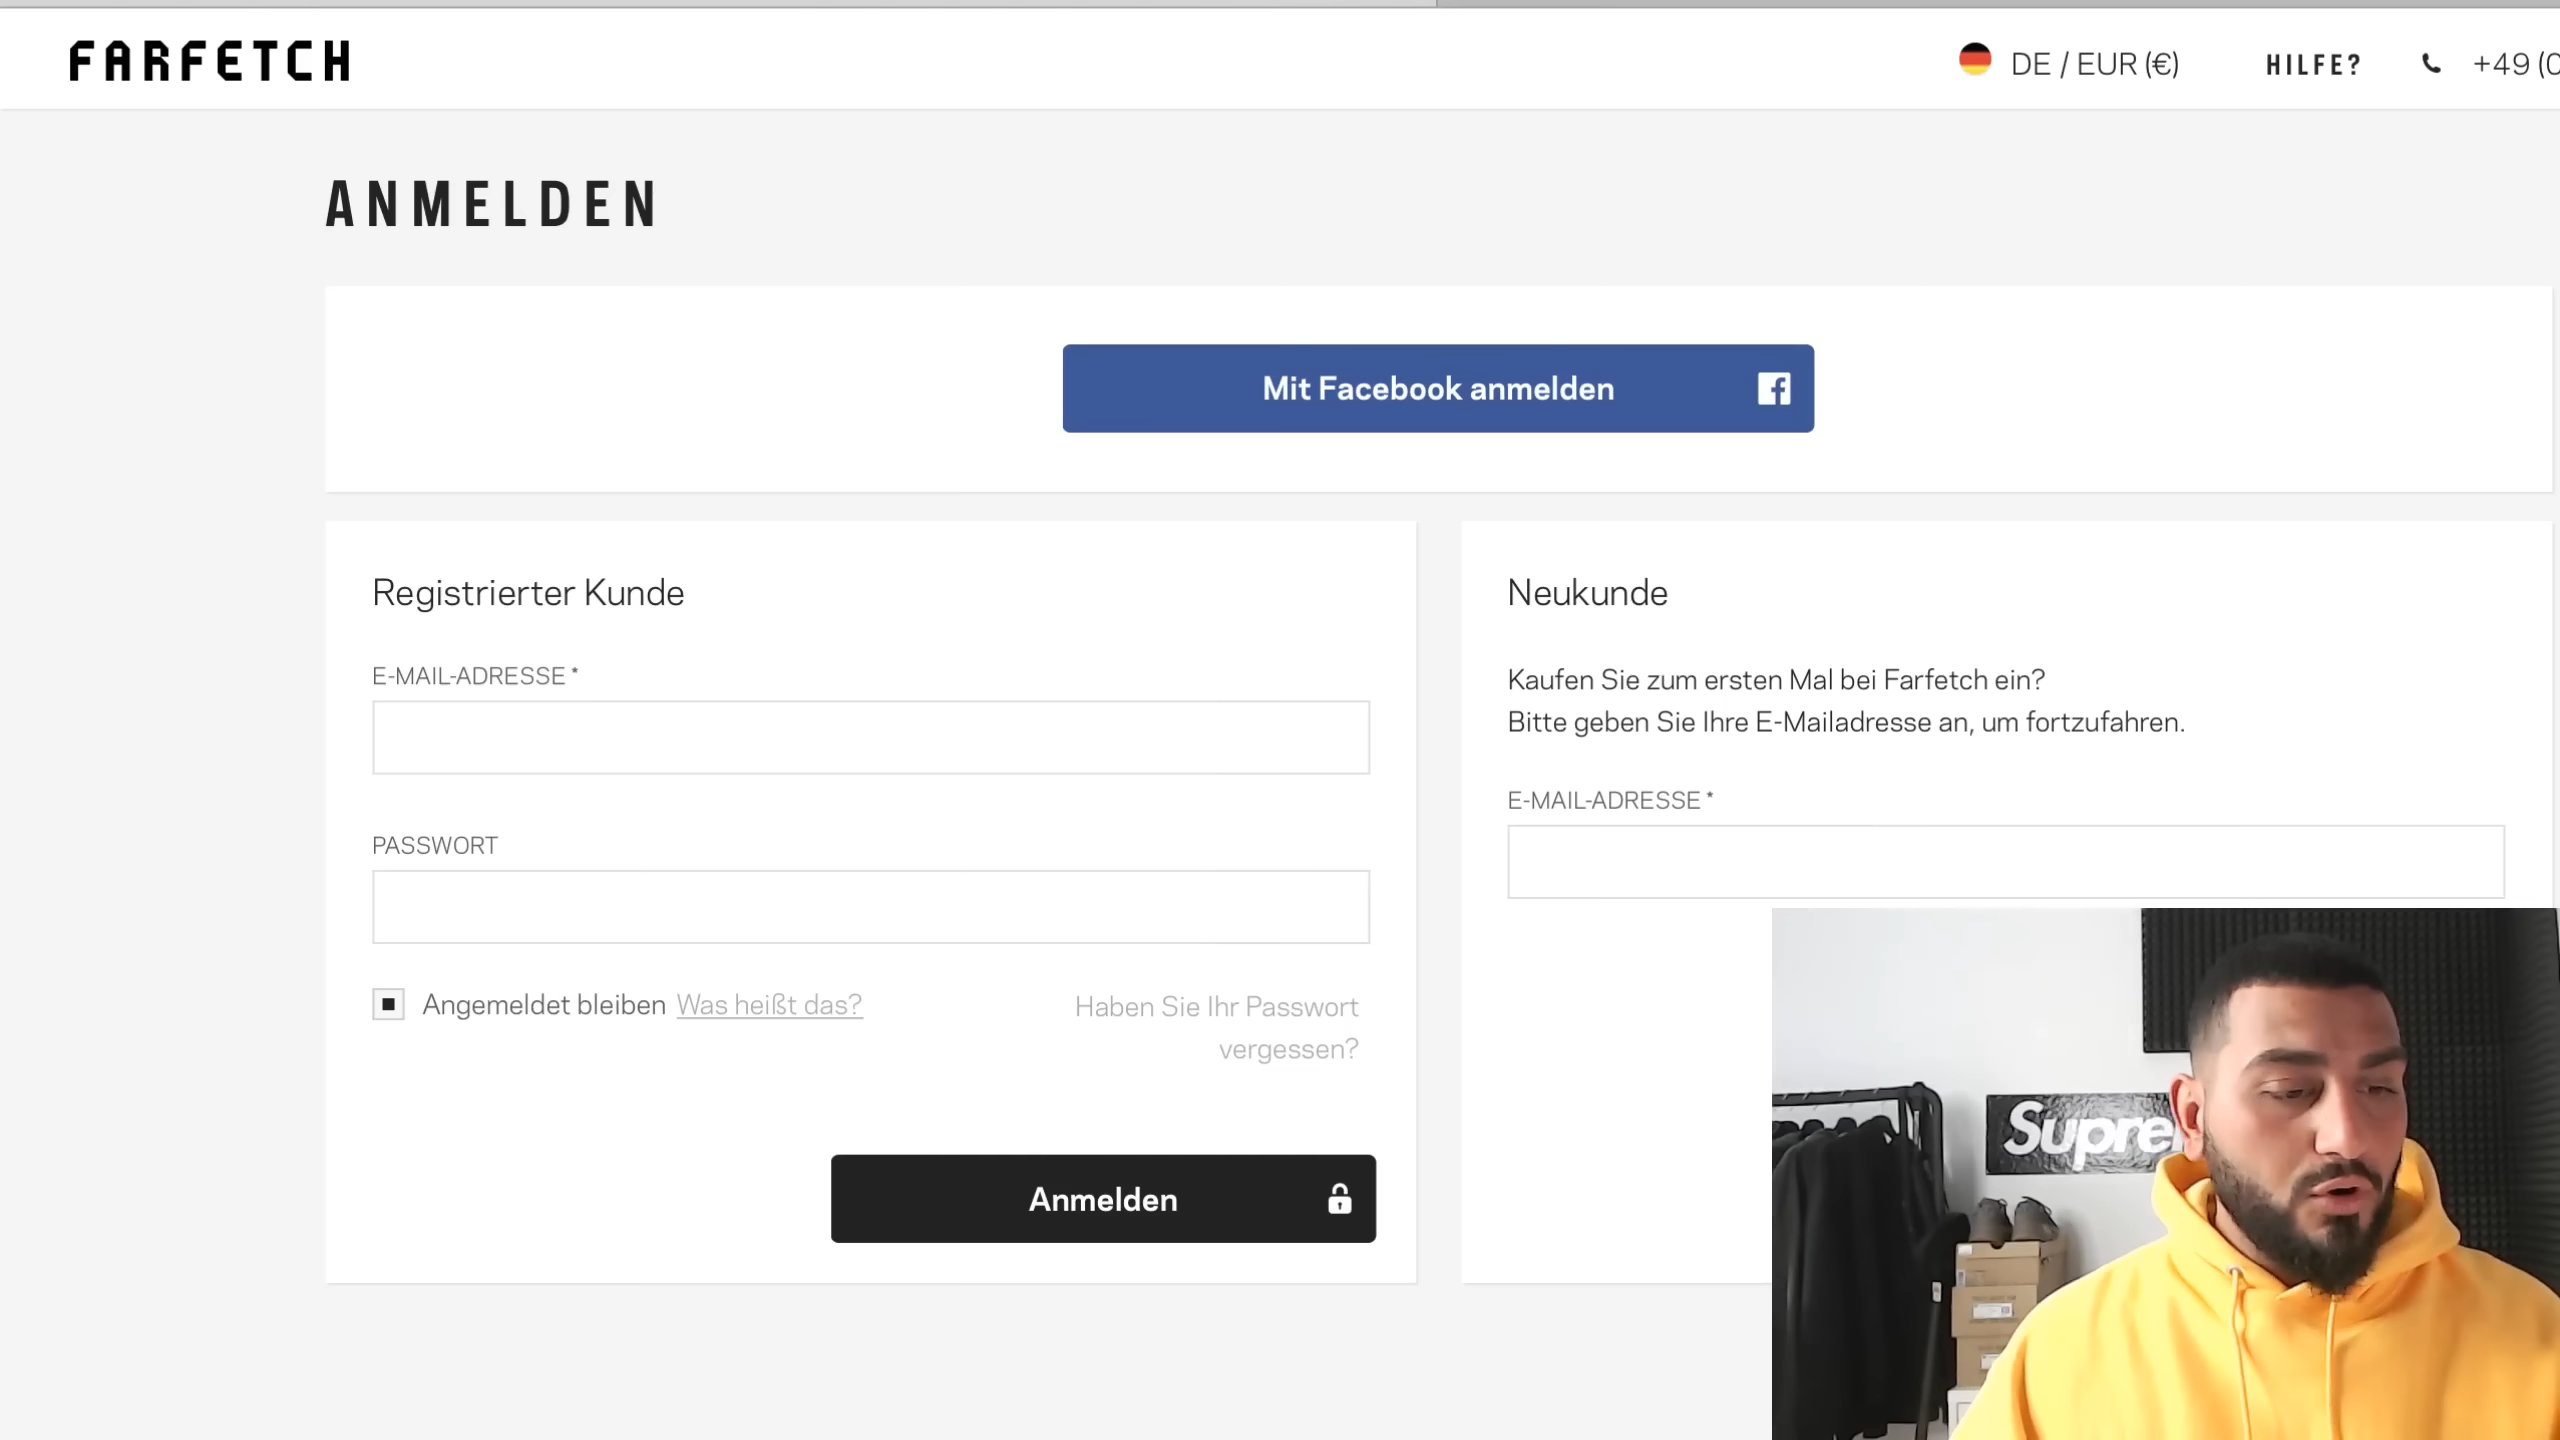 FARFETCH
DE / EUR (€)
HILFE?
+49 (0
ANMELDEN
Mit Facebook anmelden
Registrierter Kunde
E-MAIL-ADRESSE *
PASSWORT
Angemeldet bleiben Was heißt das?
Haben Sie Ihr Passwort
vergessen?
Anmelden
Neukunde
Kaufen Sie zum ersten Mal bei Farfetch ein?
Bitte geben Sie Ihre E-Mailadresse an, um fortzufahren.
E-MAIL-ADRESSE *
Supre